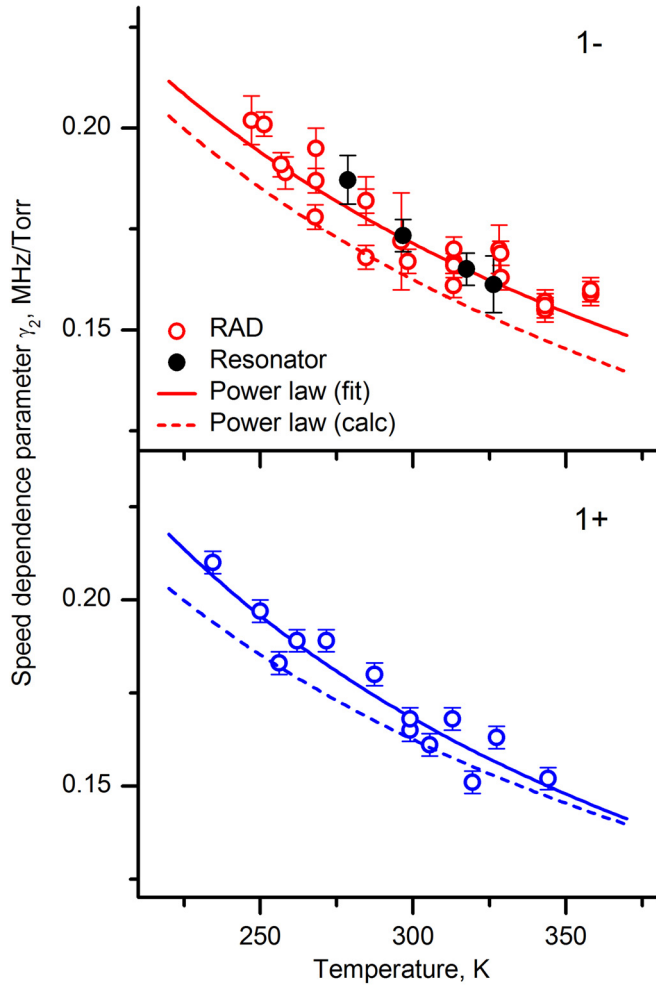 1-
0.20
0.15
RAD
Resonator
Power law (fit)
Power law (calc)
Speed dependence parameter γ₂, MHz/Torr
1+
0.20
0.15
250 300 350
Temperature, K